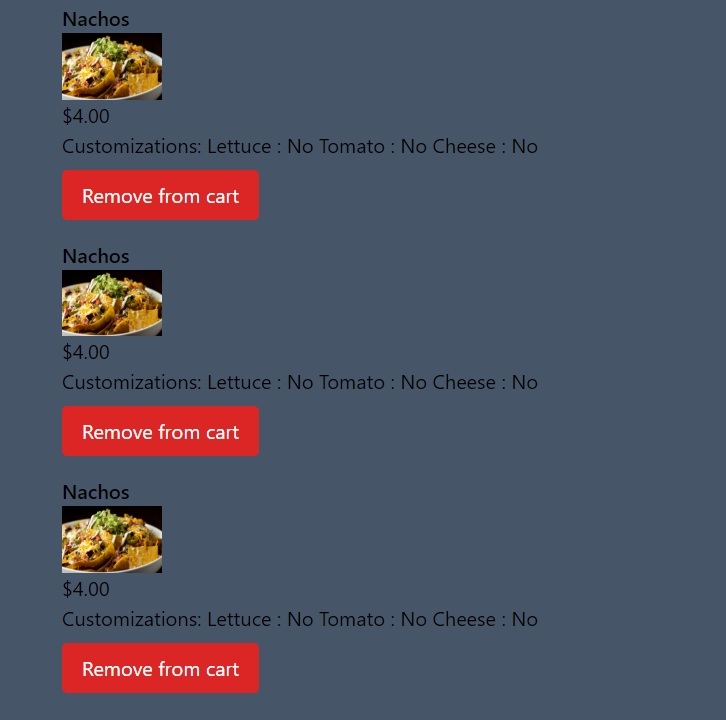 Nachos
$4.00
Customizations: Lettuce : No Tomato : No Cheese : No
Remove from cart
Nachos
$4.00
Customizations: Lettuce : No Tomato : No Cheese : No
Remove from cart
Nachos
$4.00
Customizations: Lettuce : No Tomato : No Cheese : No
Remove from cart